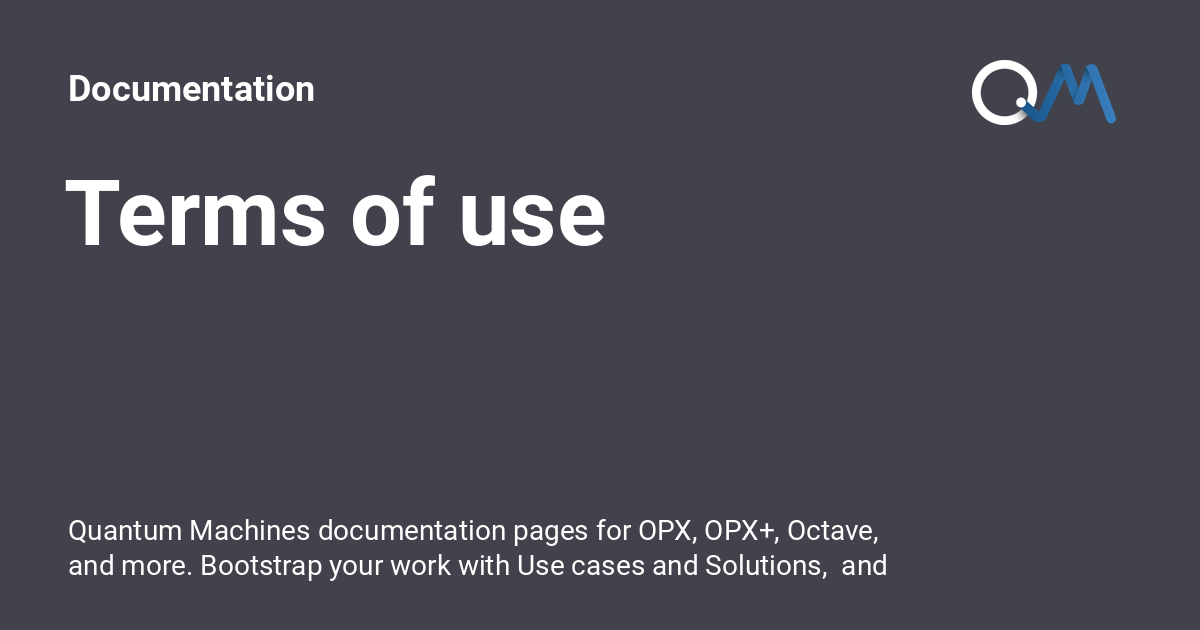 Documentation
QM
Terms of use
Quantum Machines documentation pages for OPX, OPX+, Octave,
and more. Bootstrap your work with Use cases and Solutions,  and